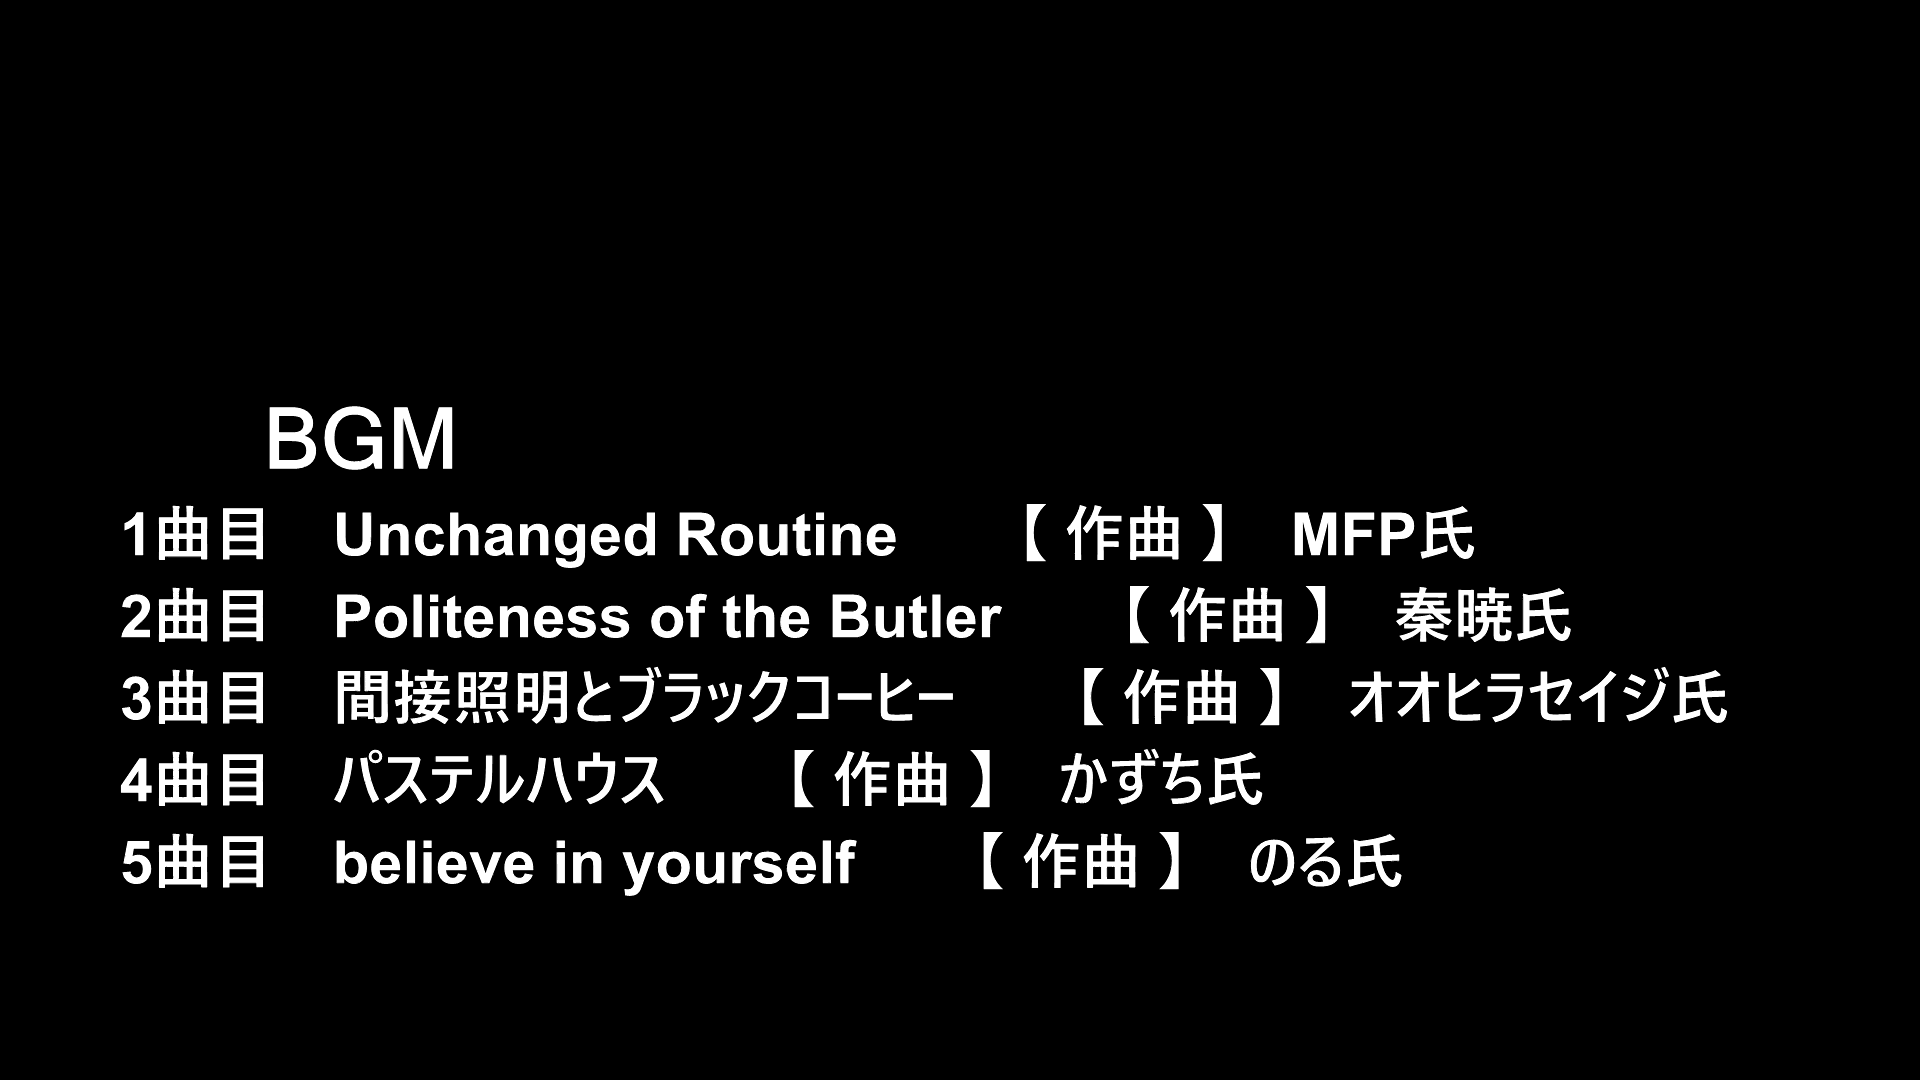 BGM
1曲目　Unchanged Routine　　【 作曲 】　MFP氏
2曲目　Politeness of the Butler　　【 作曲 】　秦暁氏
3曲目　間接照明とブラックコーヒー　　【 作曲 】　オオヒラセイジ氏
4曲目　パステルハウス　　【 作曲 】　かずち氏
5曲目　believe in yourself　　【 作曲 】　のる氏